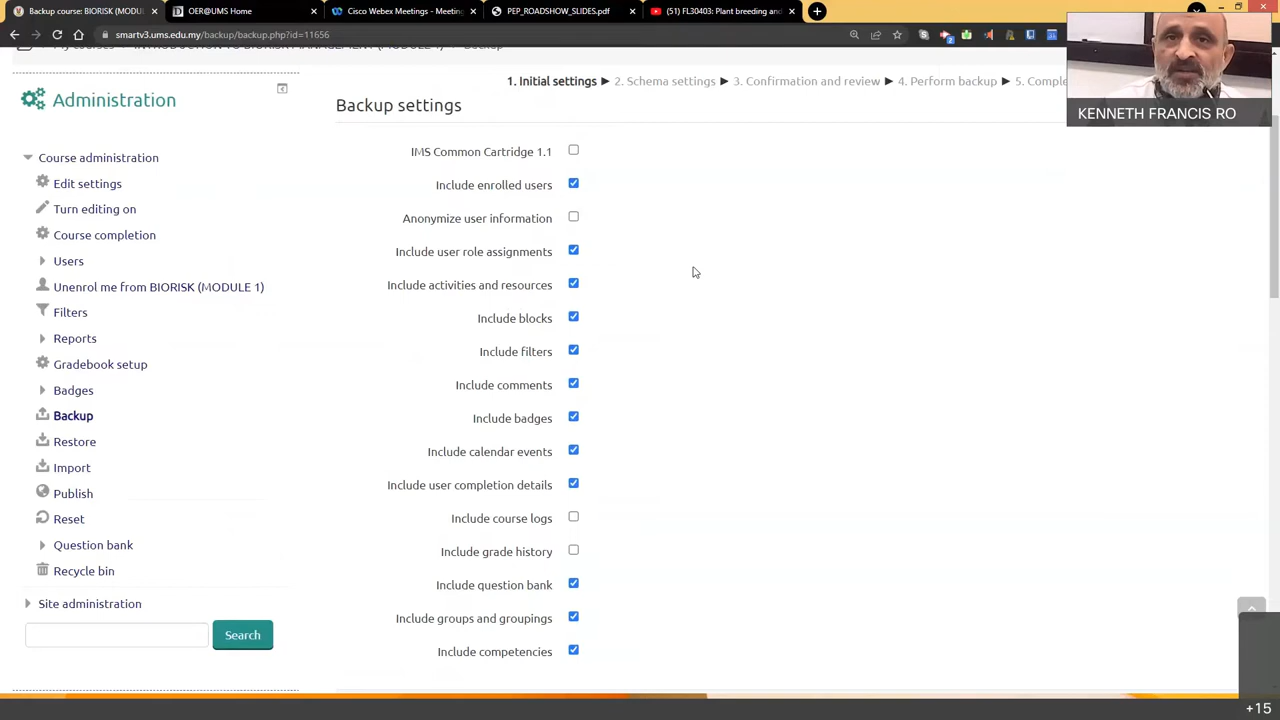 Backup course: BIORISK (MODUL
OER@UMS Home
Cisco Webex Meetings - Meeting
PEP_ROADSHOW_SLIDES.pdf
(51) FL30403: Plant breeding and
smartv3.ums.edu.my/backup/backup.php?id=11656
1. Initial settings ► 2. Schema settings ► 3. Confirmation and review ► 4. Perform backup ► 5. Comple
KENNETH FRANCIS RO
Administration
Course administration
Edit settings
Turn editing on
Course completion
Users
Unenrol me from BIORISK (MODULE 1)
Filters
Reports
Gradebook setup
Badges
Backup
Restore
Import
Publish
Reset
Question bank
Recycle bin
Site administration
Search
Backup settings
IMS Common Cartridge 1.1
Include enrolled users
Anonymize user information
Include user role assignments
Include activities and resources
Include blocks
Include filters
Include comments
Include badges
Include calendar events
Include user completion details
Include course logs
Include grade history
Include question bank
Include groups and groupings
Include competencies
+15